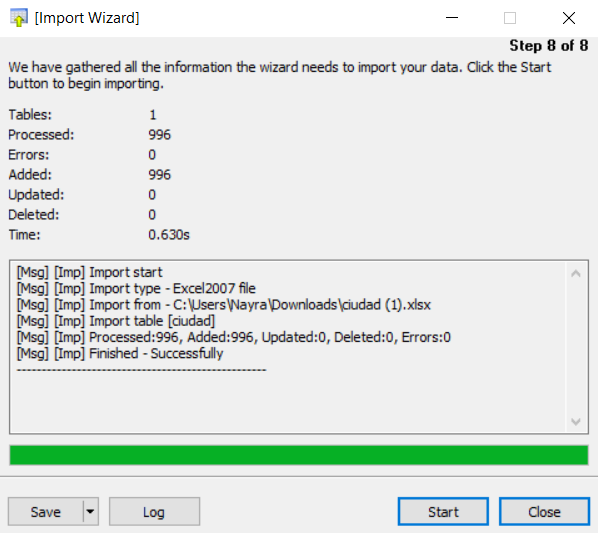 [Import Wizard]
Step 8 of 8
We have gathered all the information the wizard needs to import your data. Click the Start
button to begin importing.
Tables: 1
Processed: 996
Errors: 0
Added: 996
Updated: 0
Deleted: 0
Time: 0.630s
[Msg] [Imp] Import start
[Msg] [Imp] Import type - Excel2007 file
[Msg] [Imp] Import from - C:\Users\Nayra\Downloads\ciudad (1).xlsx
[Msg] [Imp] Import table [ciudad]
[Msg] [Imp] Processed:996, Added:996, Updated:0, Deleted:0, Errors:0
[Msg] [Imp] Finished - Successfully
--------------------------------------------------
Save Log Start Close